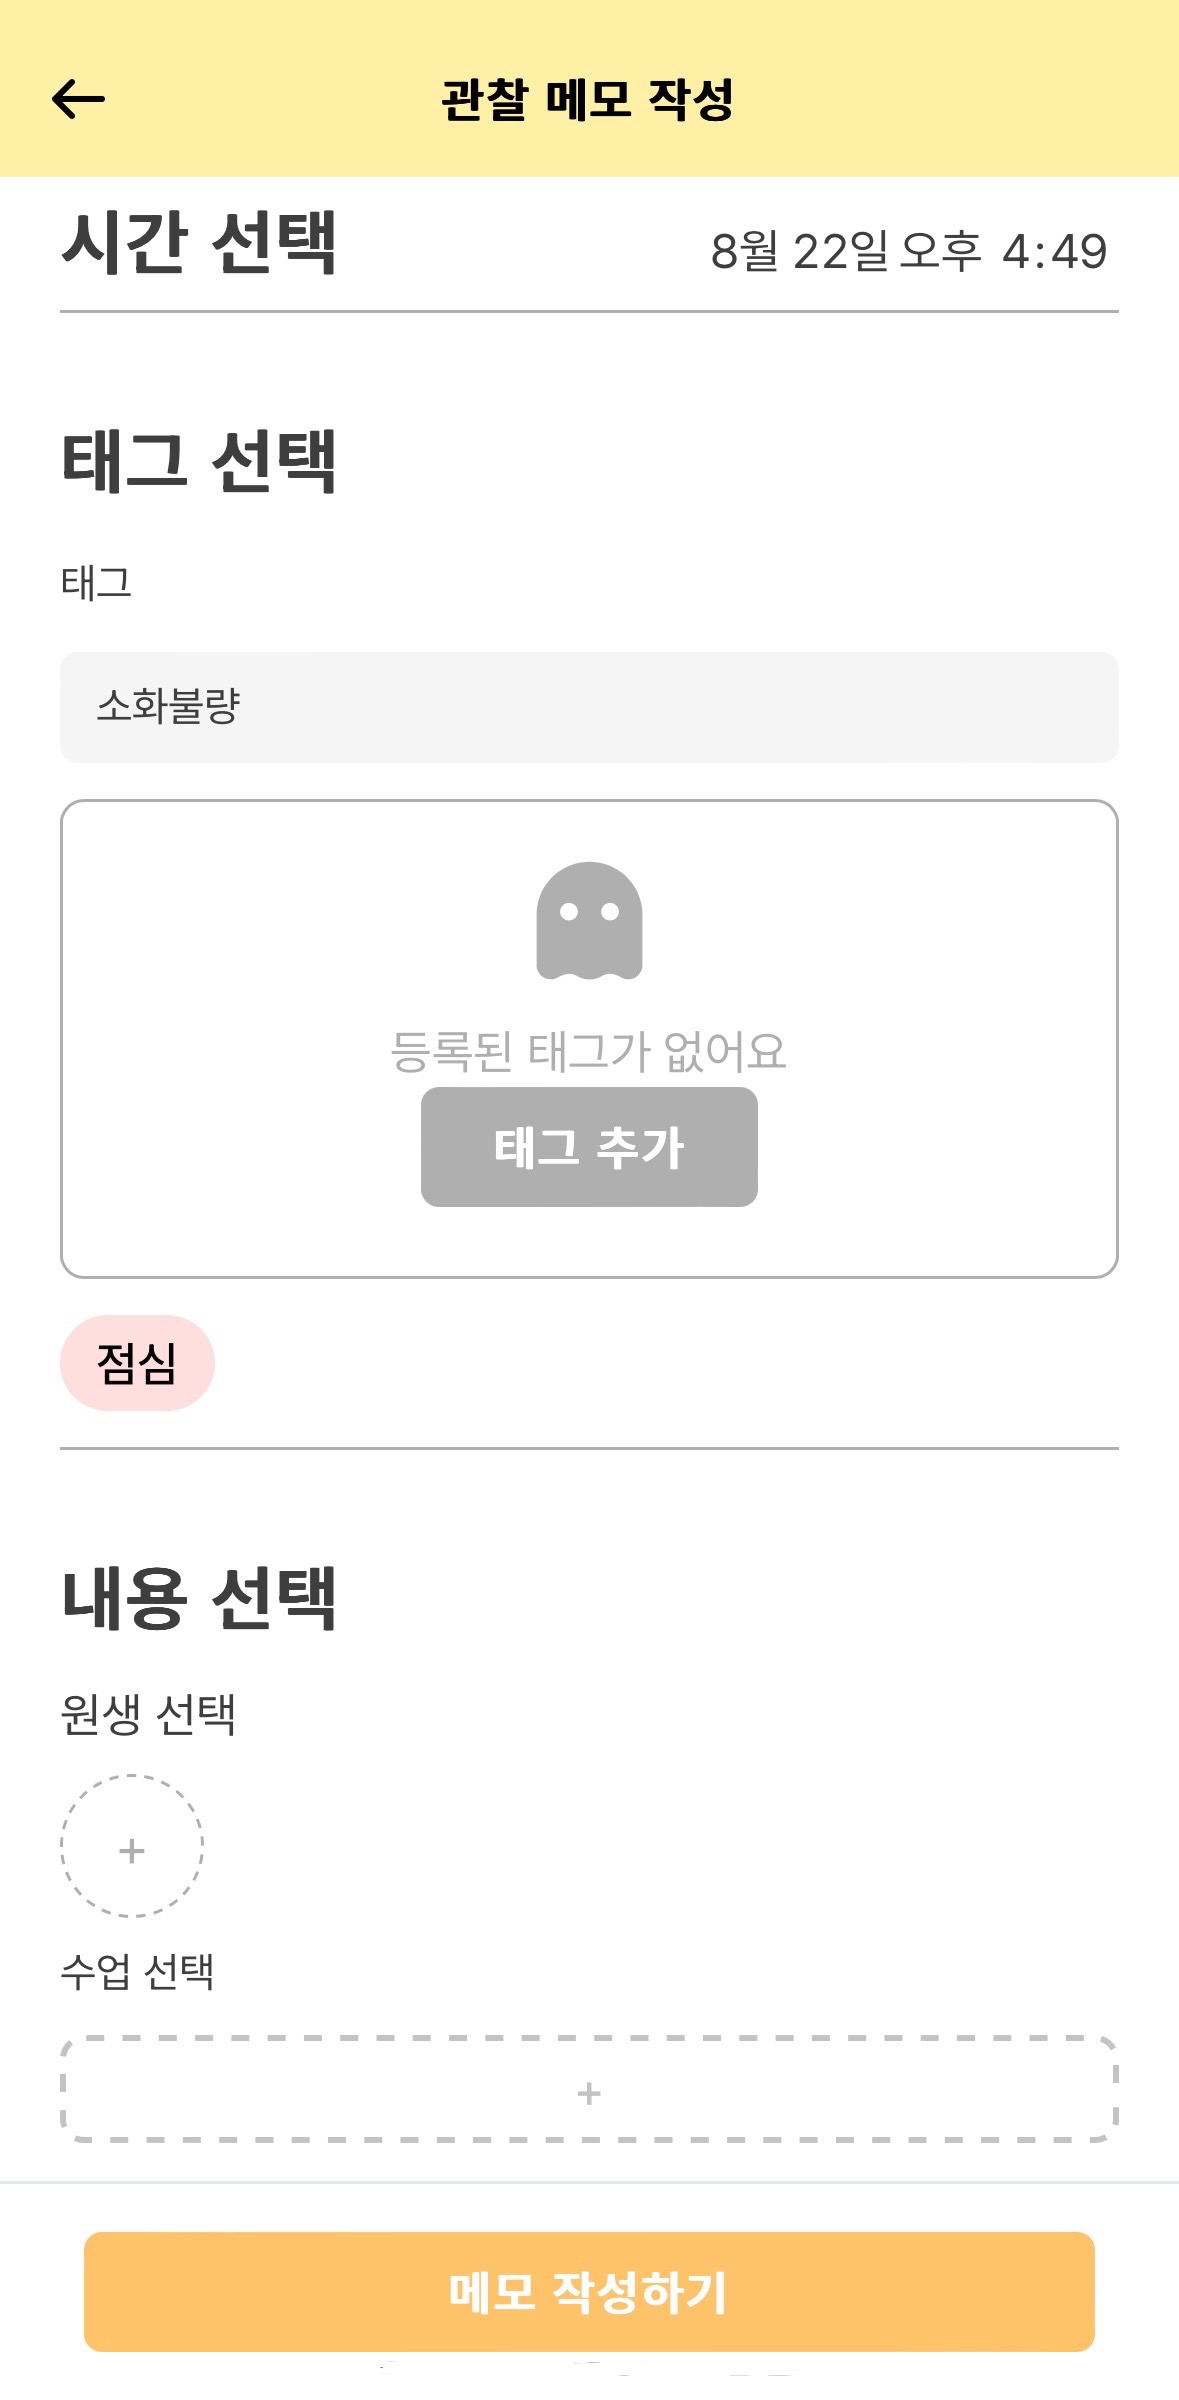 관찰 메모 작성
시간 선택 8월 22일 오후 4:49
태그 선택
태그
소화불량
등록된 태그가 없어요
태그 추가
점심
내용 선택
원생 선택
+
수업 선택
+
메모 작성하기